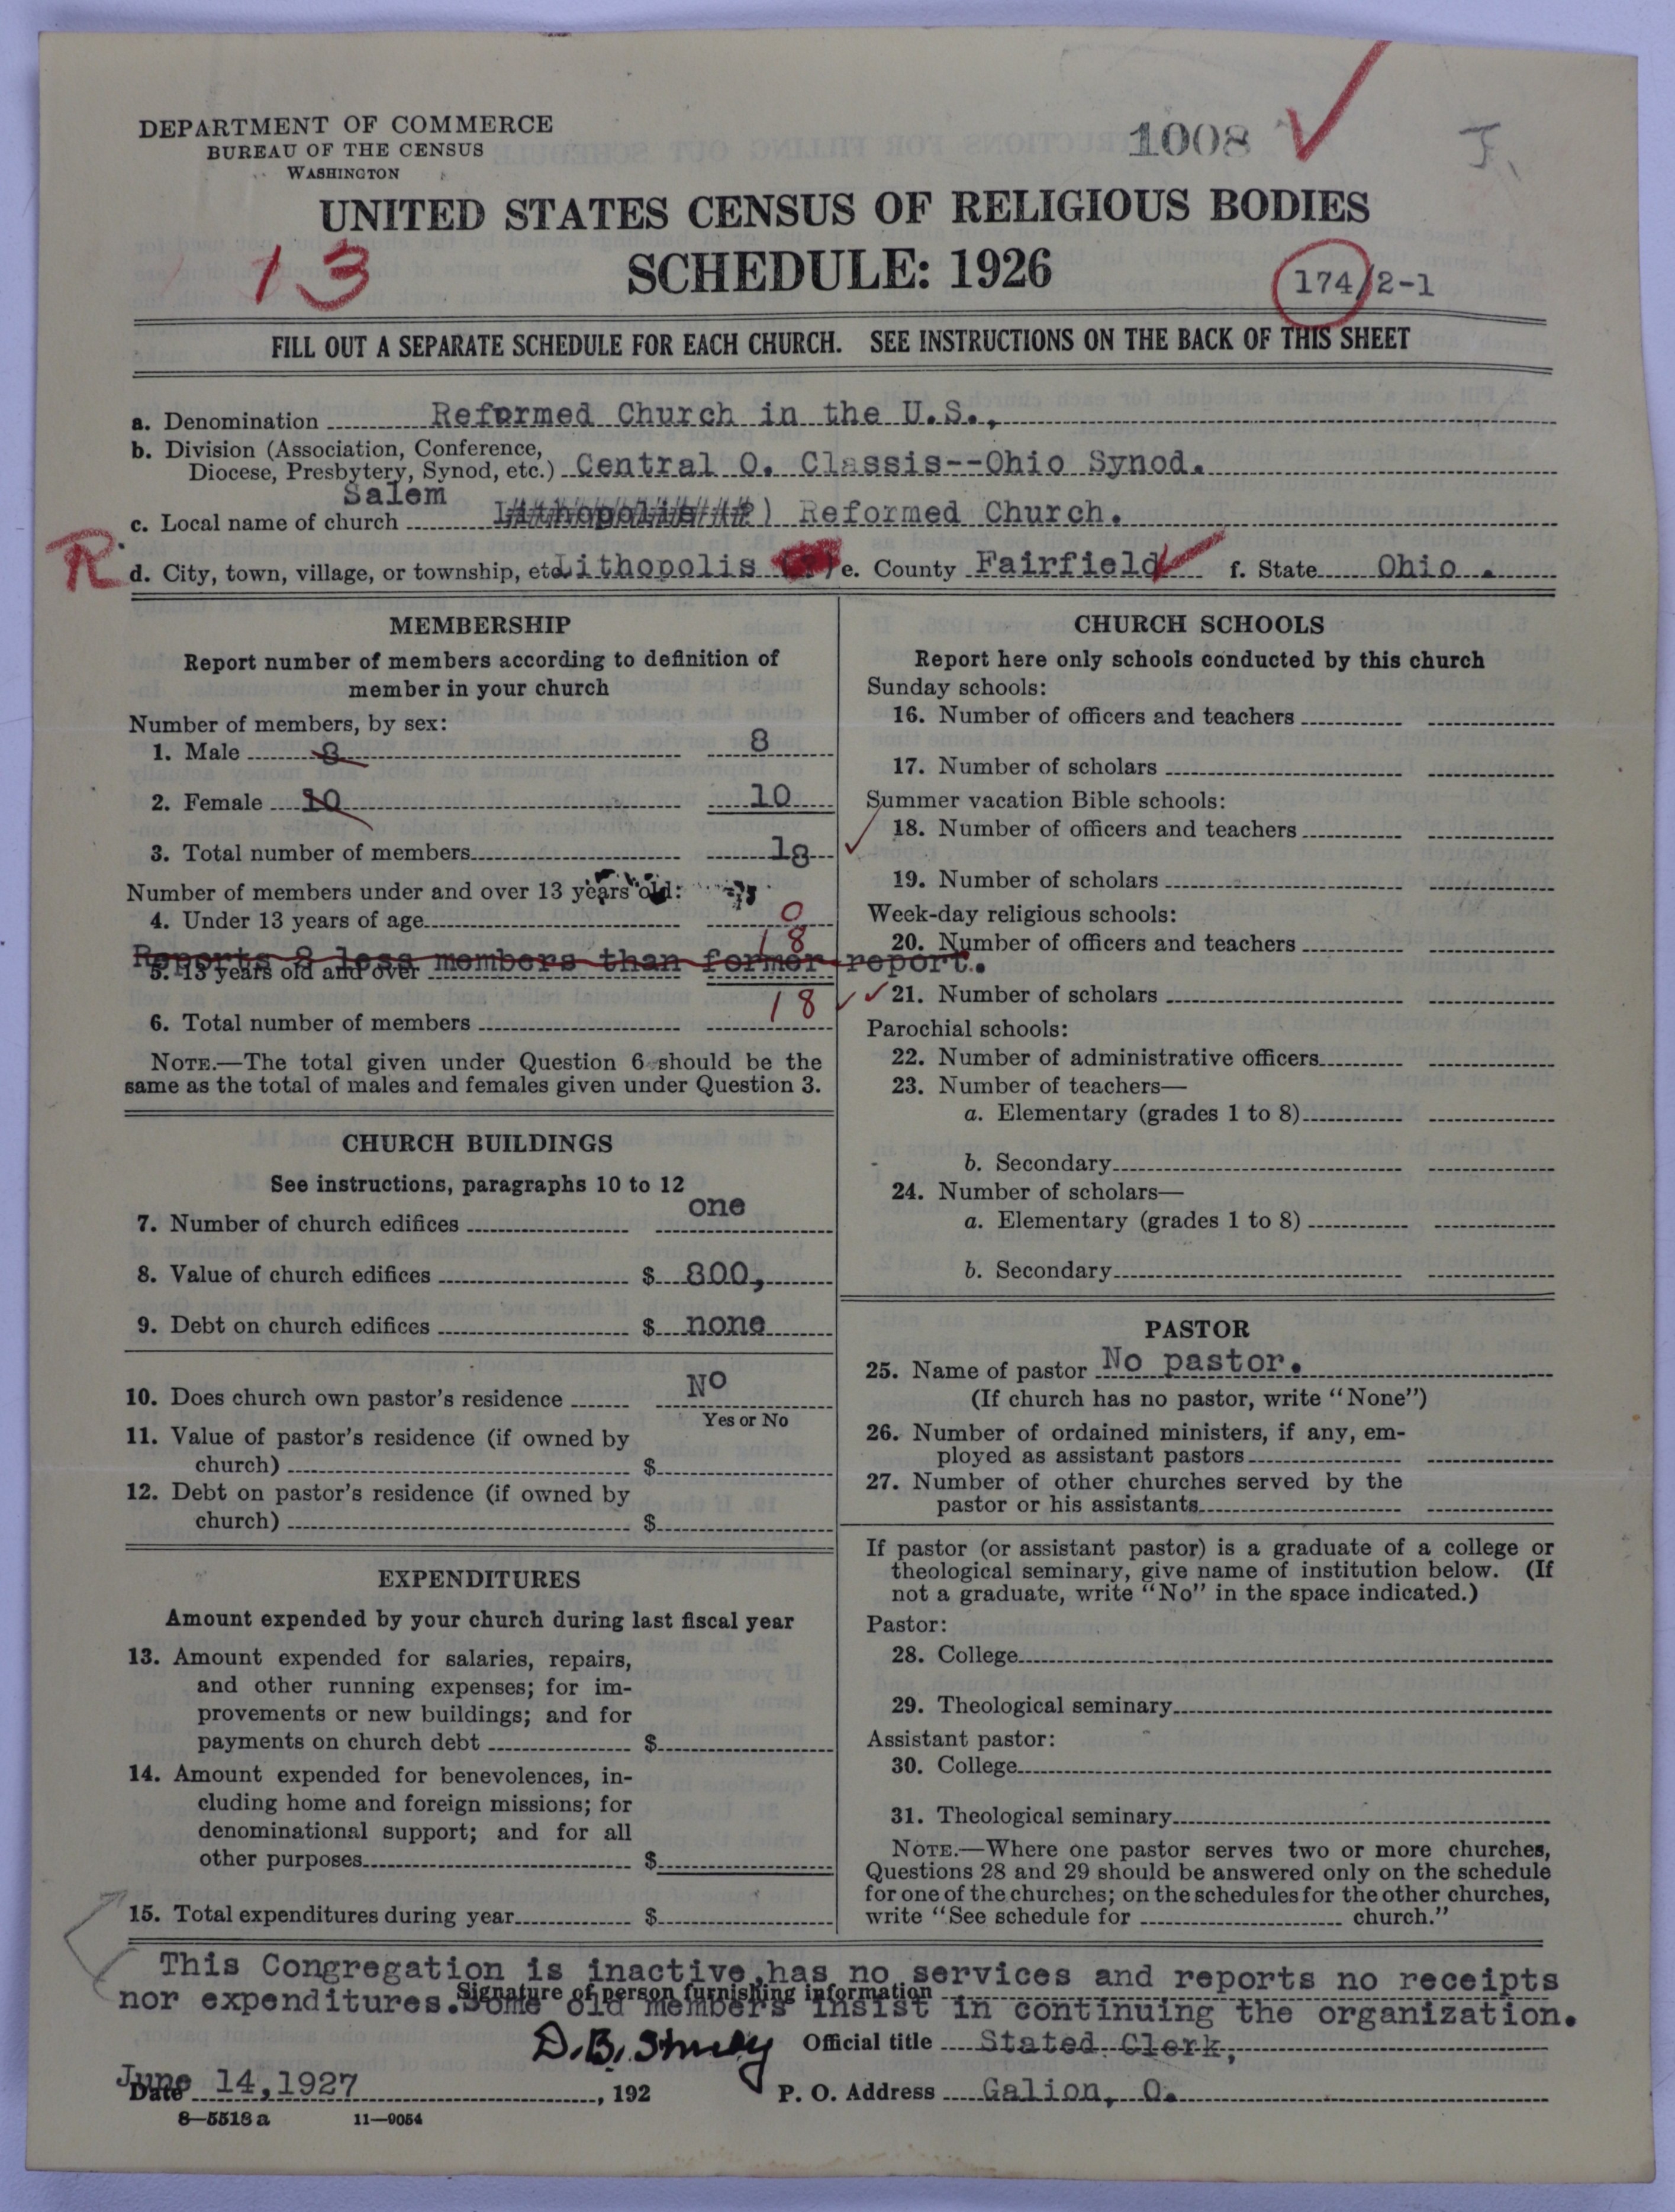 DEPARTMENT OF COMMERCE
BUREAU OF THE CENSUS
WASHINGTON
1008
J.
UNITED STATES CENSUS OF RELIGIOUS BODIES
13
SCHEDULE: 1926
174/2-1
FILL OUT A SEPARATE SCHEDULE FOR EACH CHURCH. SEE INSTRUCTIONS ON THE BACK OF THIS SHEET
a. Denomination Reformed Church in the U.S.,
b. Division (Association, Conference,
Diocese, Presbytery, Synod, etc.) Central O. Classis--Ohio Synod.
Salem
c. Local name of church Lithopolis (?) Reformed Church.
R
d. City, town, village, or township, etc. Lithopolis (?) e. County Fairfield f. State Ohio .
MEMBERSHIP
Report number of members according to definition of
member in your church
Number of members, by sex:
1. Male 8 8
2. Female 10 10
3. Total number of members 18
Number of members under and over 13 years old:
4. Under 13 years of age 0
18
Reports 8 less members than former report.
5. 13 years old and over
6. Total number of members 18
NOTE.—The total given under Question 6 should be the
same as the total of males and females given under Question 3.
CHURCH BUILDINGS
See instructions, paragraphs 10 to 12
7. Number of church edifices one
8. Value of church edifices $ 800,
9. Debt on church edifices $ none
10. Does church own pastor's residence No
Yes or No
11. Value of pastor's residence (if owned by
church) $
12. Debt on pastor's residence (if owned by
church) $
EXPENDITURES
Amount expended by your church during last fiscal year
13. Amount expended for salaries, repairs,
and other running expenses; for im-
provements or new buildings; and for
payments on church debt $
14. Amount expended for benevolences, in-
cluding home and foreign missions; for
denominational support; and for all
other purposes $
15. Total expenditures during year $
CHURCH SCHOOLS
Report here only schools conducted by this church
Sunday schools:
16. Number of officers and teachers
17. Number of scholars
Summer vacation Bible schools:
18. Number of officers and teachers
19. Number of scholars
Week-day religious schools:
20. Number of officers and teachers
21. Number of scholars
Parochial schools:
22. Number of administrative officers
23. Number of teachers—
a. Elementary (grades 1 to 8)
b. Secondary
24. Number of scholars—
a. Elementary (grades 1 to 8)
b. Secondary
PASTOR
25. Name of pastor No pastor.
(If church has no pastor, write "None")
26. Number of ordained ministers, if any, em-
ployed as assistant pastors
27. Number of other churches served by the
pastor or his assistants
If pastor (or assistant pastor) is a graduate of a college or
theological seminary, give name of institution below. (If
not a graduate, write "No" in the space indicated.)
Pastor:
28. College
29. Theological seminary
Assistant pastor:
30. College
31. Theological seminary
NOTE.—Where one pastor serves two or more churches,
Questions 28 and 29 should be answered only on the schedule
for one of the churches; on the schedules for the other churches,
write "See schedule for church."
This Congregation is inactive,has no services and reports no receipts
Signature of person furnishing information
nor expenditures.Some old members insist in continuing the organization.
D.B. Official title Stated Clerk,
June 14,1927
Date , 192 P. O. Address Galion, O.
8—5518 a 11—9054